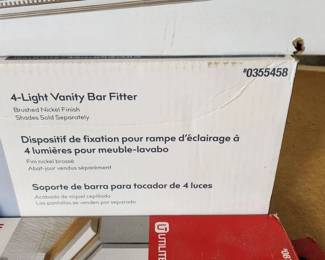 #0355458
4-Light Vanity Bar Fitter
Brushed Nickel Finish
Shades Sold Separately
Dispositif de fixation pour rampe d'éclairage à
4 lumières pour meuble-lavabo
Fini nickel brossé
Abat-jour vendus séparément
Soporte de barra para tocador de 4 luces
Acabado de níquel cepillado
Las pantallas se venden por separado
UTILITE